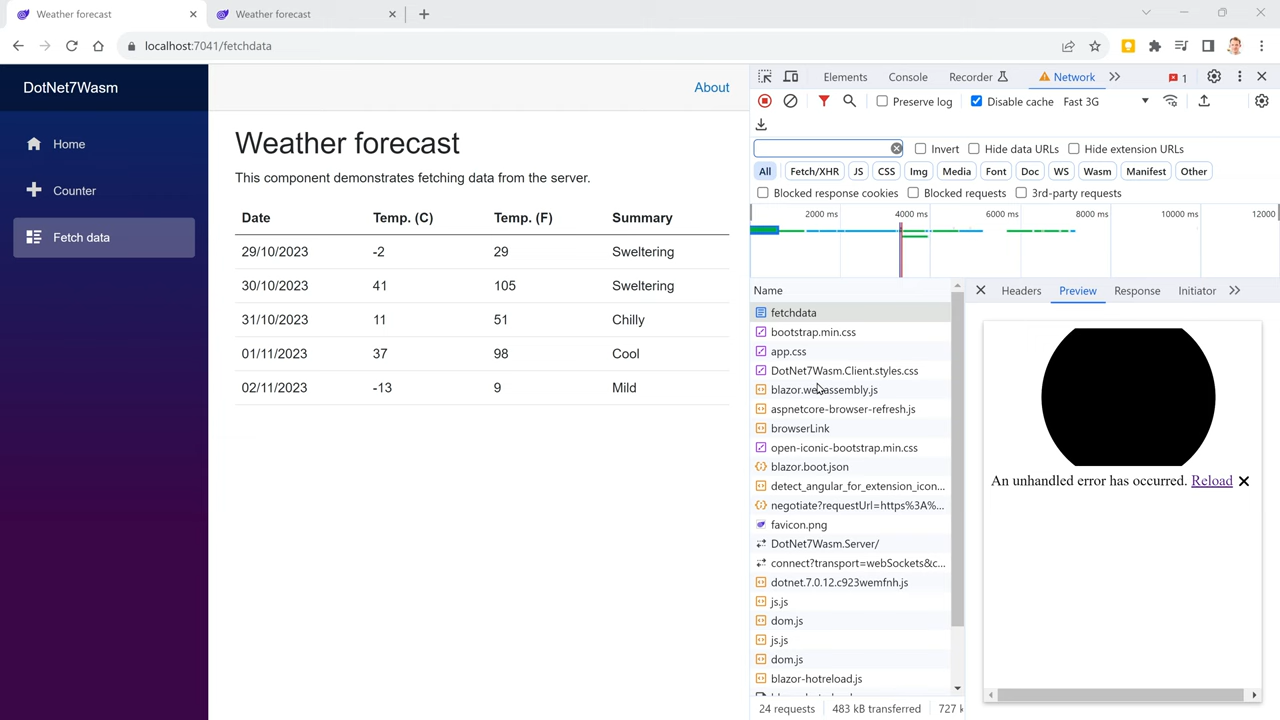 Weather forecast
Weather forecast
localhost:7041/fetchdata
DotNet7Wasm
Home
Counter
Fetch data
About
Weather forecast
This component demonstrates fetching data from the server.
Date Temp. (C) Temp. (F) Summary
29/10/2023 -2 29 Sweltering
30/10/2023 41 105 Sweltering
31/10/2023 11 51 Chilly
01/11/2023 37 98 Cool
02/11/2023 -13 9 Mild
Elements Console Recorder Network 1
Preserve log Disable cache Fast 3G
Invert Hide data URLs Hide extension URLs
All Fetch/XHR JS CSS Img Media Font Doc WS Wasm Manifest Other
Blocked response cookies Blocked requests 3rd-party requests
2000 ms 4000 ms 6000 ms 8000 ms 10000 ms 12000
Name
fetchdata
bootstrap.min.css
app.css
DotNet7Wasm.Client.styles.css
blazor.webassembly.js
aspnetcore-browser-refresh.js
browserLink
open-iconic-bootstrap.min.css
blazor.boot.json
detect_angular_for_extension_icon...
negotiate?requestUrl=https%3A%...
favicon.png
DotNet7Wasm.Server/
connect?transport=webSockets&c...
dotnet.7.0.12.c923wemfnh.js
js.js
dom.js
js.js
dom.js
blazor-hotreload.js
24 requests 483 kB transferred 727 k
Headers Preview Response Initiator
An unhandled error has occurred. Reload